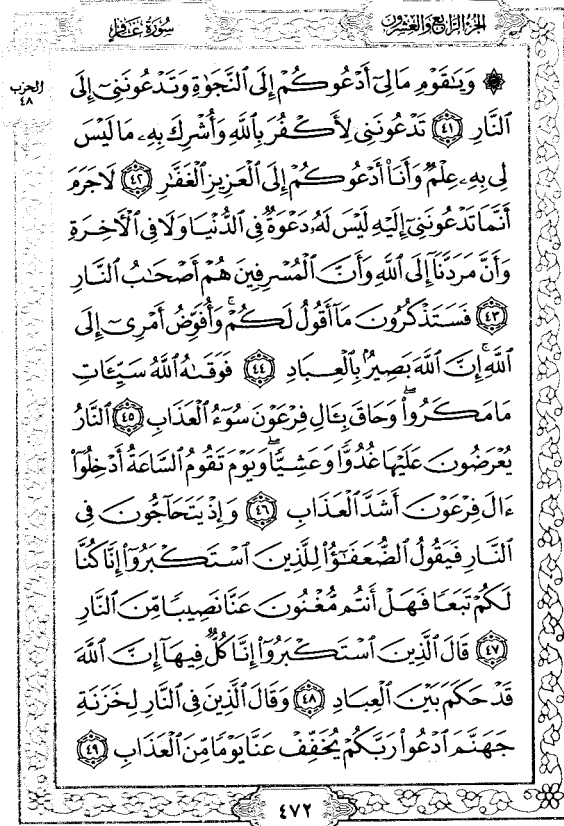 سُورَةُ غَافِر
الجزء الرابع والعشرون
الحزب
٤٨
۞ وَيَٰقَوْمِ مَا لِىٓ أَدْعُوكُمْ إِلَى ٱلنَّجَوٰةِ وَتَدْعُونَنِىٓ إِلَى
ٱلنَّارِ ٤١ تَدْعُونَنِى لِأَكْفُرَ بِٱللَّهِ وَأُشْرِكَ بِهِۦ مَا لَيْسَ
لِى بِهِۦ عِلْمٌ وَأَنَا۠ أَدْعُوكُمْ إِلَى ٱلْعَزِيزِ ٱلْغَفَّٰرِ ٤٢ لَا جَرَمَ
أَنَّمَا تَدْعُونَنِىٓ إِلَيْهِ لَيْسَ لَهُۥ دَعْوَةٌ فِى ٱلدُّنْيَا وَلَا فِى ٱلْءَاخِرَةِ
وَأَنَّ مَرَدَّنَآ إِلَى ٱللَّهِ وَأَنَّ ٱلْمُسْرِفِينَ هُمْ أَصْحَٰبُ ٱلنَّارِ
٤٣ فَسَتَذْكُرُونَ مَآ أَقُولُ لَكُمْ ۚ وَأُفَوِّضُ أَمْرِىٓ إِلَى
ٱللَّهِ ۚ إِنَّ ٱللَّهَ بَصِيرٌۢ بِٱلْعِبَادِ ٤٤ فَوَقَىٰهُ ٱللَّهُ سَيِّـَٔاتِ
مَا مَكَرُوا۟ ۖ وَحَاقَ بِـَٔالِ فِرْعَوْنَ سُوٓءُ ٱلْعَذَابِ ٤٥ ٱلنَّارُ
يُعْرَضُونَ عَلَيْهَا غُدُوًّا وَعَشِيًّا ۖ وَيَوْمَ تَقُومُ ٱلسَّاعَةُ أَدْخِلُوٓا۟
ءَالَ فِرْعَوْنَ أَشَدَّ ٱلْعَذَابِ ٤٦ وَإِذْ يَتَحَآجُّونَ فِى
ٱلنَّارِ فَيَقُولُ ٱلضُّعَفَٰٓؤُا۟ لِلَّذِينَ ٱسْتَكْبَرُوٓا۟ إِنَّا كُنَّا
لَكُمْ تَبَعًا فَهَلْ أَنتُم مُّغْنُونَ عَنَّا نَصِيبًا مِّنَ ٱلنَّارِ
٤٧ قَالَ ٱلَّذِينَ ٱسْتَكْبَرُوٓا۟ إِنَّا كُلٌّ فِيهَآ إِنَّ ٱللَّهَ
قَدْ حَكَمَ بَيْنَ ٱلْعِبَادِ ٤٨ وَقَالَ ٱلَّذِينَ فِى ٱلنَّارِ لِخَزَنَةِ
جَهَنَّمَ ٱدْعُوا۟ رَبَّكُمْ يُخَفِّفْ عَنَّا يَوْمًا مِّنَ ٱلْعَذَابِ ٤٩
٤٧٢